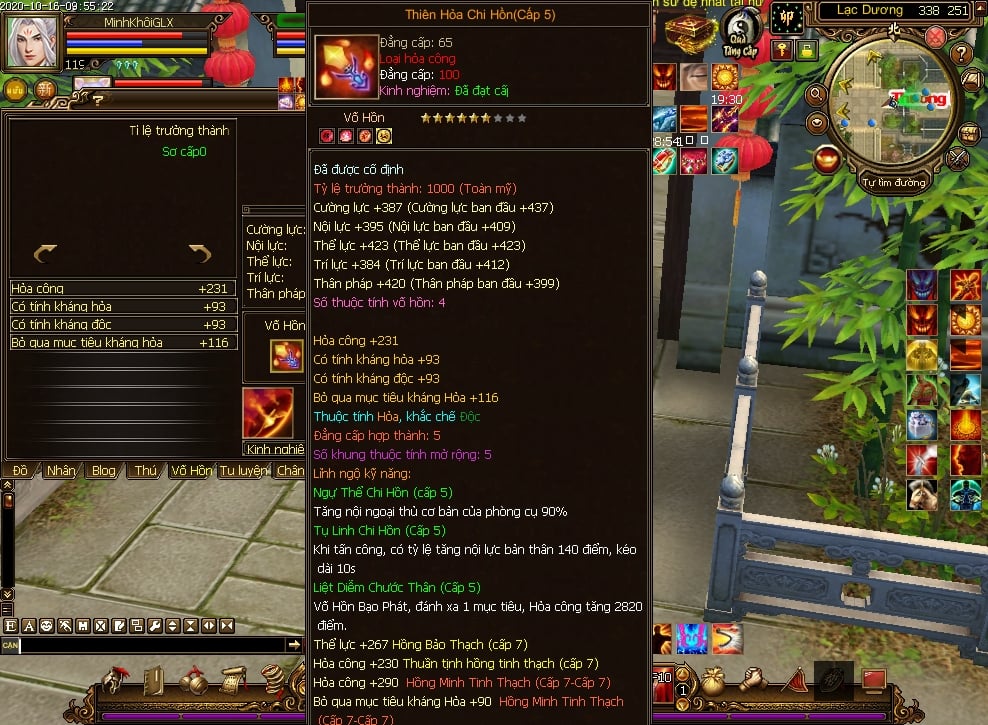 2020-10-16-09:55:22
MinhKhôiGLX
119
Tỉ lệ trưởng thành
Sơ cấp0
Hỏa công +231
Có tính kháng hỏa +93
Có tính kháng độc +93
Bỏ qua mục tiêu kháng hỏa +116
Cường lực:
Nội lực:
Thể lực:
Trí lực:
Thân pháp
Võ Hồn
Kinh nghiê
Đồ Nhân Blog Thú Võ Hồn Tu luyện Chân
Thiên Hỏa Chi Hồn(Cấp 5)
Đẳng cấp: 65
Loại hỏa công
Đẳng cấp: 100
Kinh nghiệm: Đã đạt cấ
Võ Hồn
Đã được cố định
Tỷ lệ trưởng thành: 1000 (Toàn mỹ)
Cường lực +387 (Cường lực ban đầu +437)
Nội lực +395 (Nội lực ban đầu +409)
Thể lực +423 (Thể lực ban đầu +423)
Trí lực +384 (Trí lực ban đầu +412)
Thân pháp +420 (Thân pháp ban đầu +399)
Số thuộc tính võ hồn: 4
Hỏa công +231
Có tính kháng hỏa +93
Có tính kháng độc +93
Bỏ qua mục tiêu kháng Hỏa +116
Thuộc tính Hỏa, khắc chế Độc
Đẳng cấp hợp thành: 5
Số khung thuộc tính mở rộng: 5
Lĩnh ngộ kỹ năng:
Ngự Thể Chi Hồn (cấp 5)
Tăng nội ngoại thủ cơ bản của phòng cụ 90%
Tụ Linh Chi Hồn (Cấp 5)
Khi tấn công, có tỷ lệ tăng nội lực bản thân 140 điểm, kéo
dài 10s
Liệt Diễm Chước Thân (Cấp 5)
Võ Hồn Bạo Phát, đánh xa 1 mục tiêu, Hỏa công tăng 2820
điểm.
Thể lực +267 Hồng Bảo Thạch (cấp 7)
Hỏa công +230 Thuần tịnh hồng tinh thạch (cấp 7)
Hỏa công +290 Hồng Minh Tinh Thạch (Cấp 7-Cấp 7)
Bỏ qua mục tiêu kháng Hỏa +90 Hồng Minh Tinh Thạch
(Cấp 7-Cấp 7)
Quà
Tăng Cấp
Lạc Dương 338 251
北
19:30
8:54
Tự tìm đường
F10
1